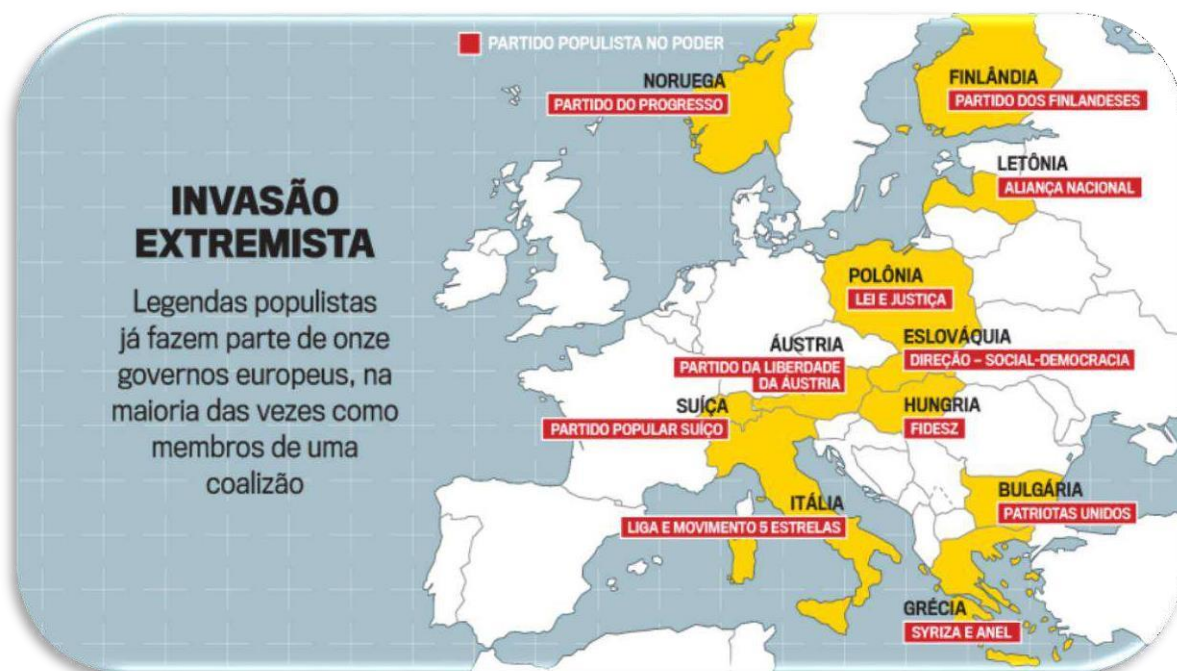 PARTIDO POPULISTA NO PODER
INVASÃO
EXTREMISTA
Legendas populistas
já fazem parte de onze
governos europeus, na
maioria das vezes como
membros de uma
coalizão
NORUEGA
PARTIDO DO PROGRESSO
FINLÂNDIA
PARTIDO DOS FINLANDESES
LETÔNIA
ALIANÇA NACIONAL
POLÔNIA
LEI E JUSTIÇA
ESLOVÁQUIA
DIREÇÃO – SOCIAL-DEMOCRACIA
ÁUSTRIA
PARTIDO DA LIBERDADE
DA ÁUSTRIA
SUÍÇA
PARTIDO POPULAR SUÍÇO
HUNGRIA
FIDESZ
ITÁLIA
LIGA E MOVIMENTO 5 ESTRELAS
BULGÁRIA
PATRIOTAS UNIDOS
GRÉCIA
SYRIZA E ANEL